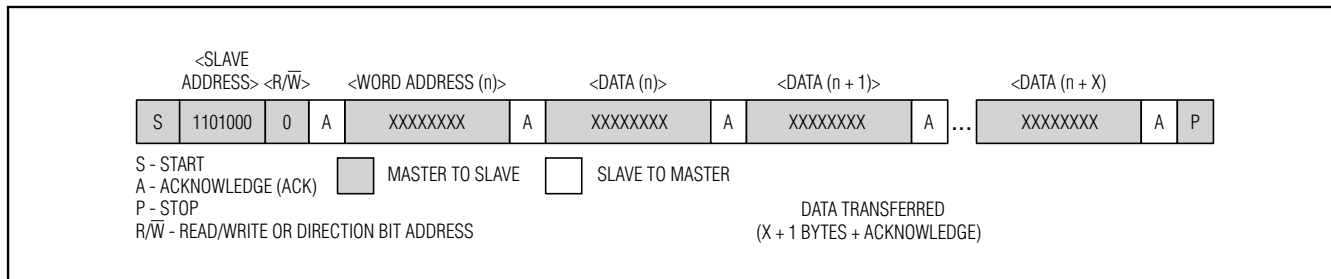 <SLAVE
ADDRESS> <R/W̅> <WORD ADDRESS (n)> <DATA (n)> <DATA (n + 1)> <DATA (n + X)
S 1101000 0 A XXXXXXXX A XXXXXXXX A XXXXXXXX A ... XXXXXXXX A P
S - START
A - ACKNOWLEDGE (ACK) MASTER TO SLAVE SLAVE TO MASTER
P - STOP DATA TRANSFERRED
R/W̅ - READ/WRITE OR DIRECTION BIT ADDRESS (X + 1 BYTES + ACKNOWLEDGE)